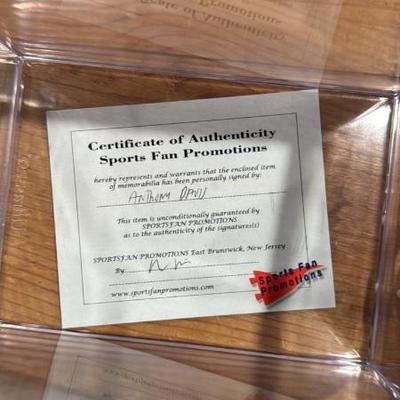 Certificate of Authenticity
Sports Fan Promotions
hereby represents and warrants that the enclosed item
of memorabilia has been personally signed by:
Anthony
This item is unconditionally guaranteed by
SPORTSFAN PROMOTIONS
as to the authenticity of the signature(s)
SPORTSFAN PROMOTIONS East Brunswick, New Jersey
By
www.sportsfanpromotions.com
Sports Fan
Promotions